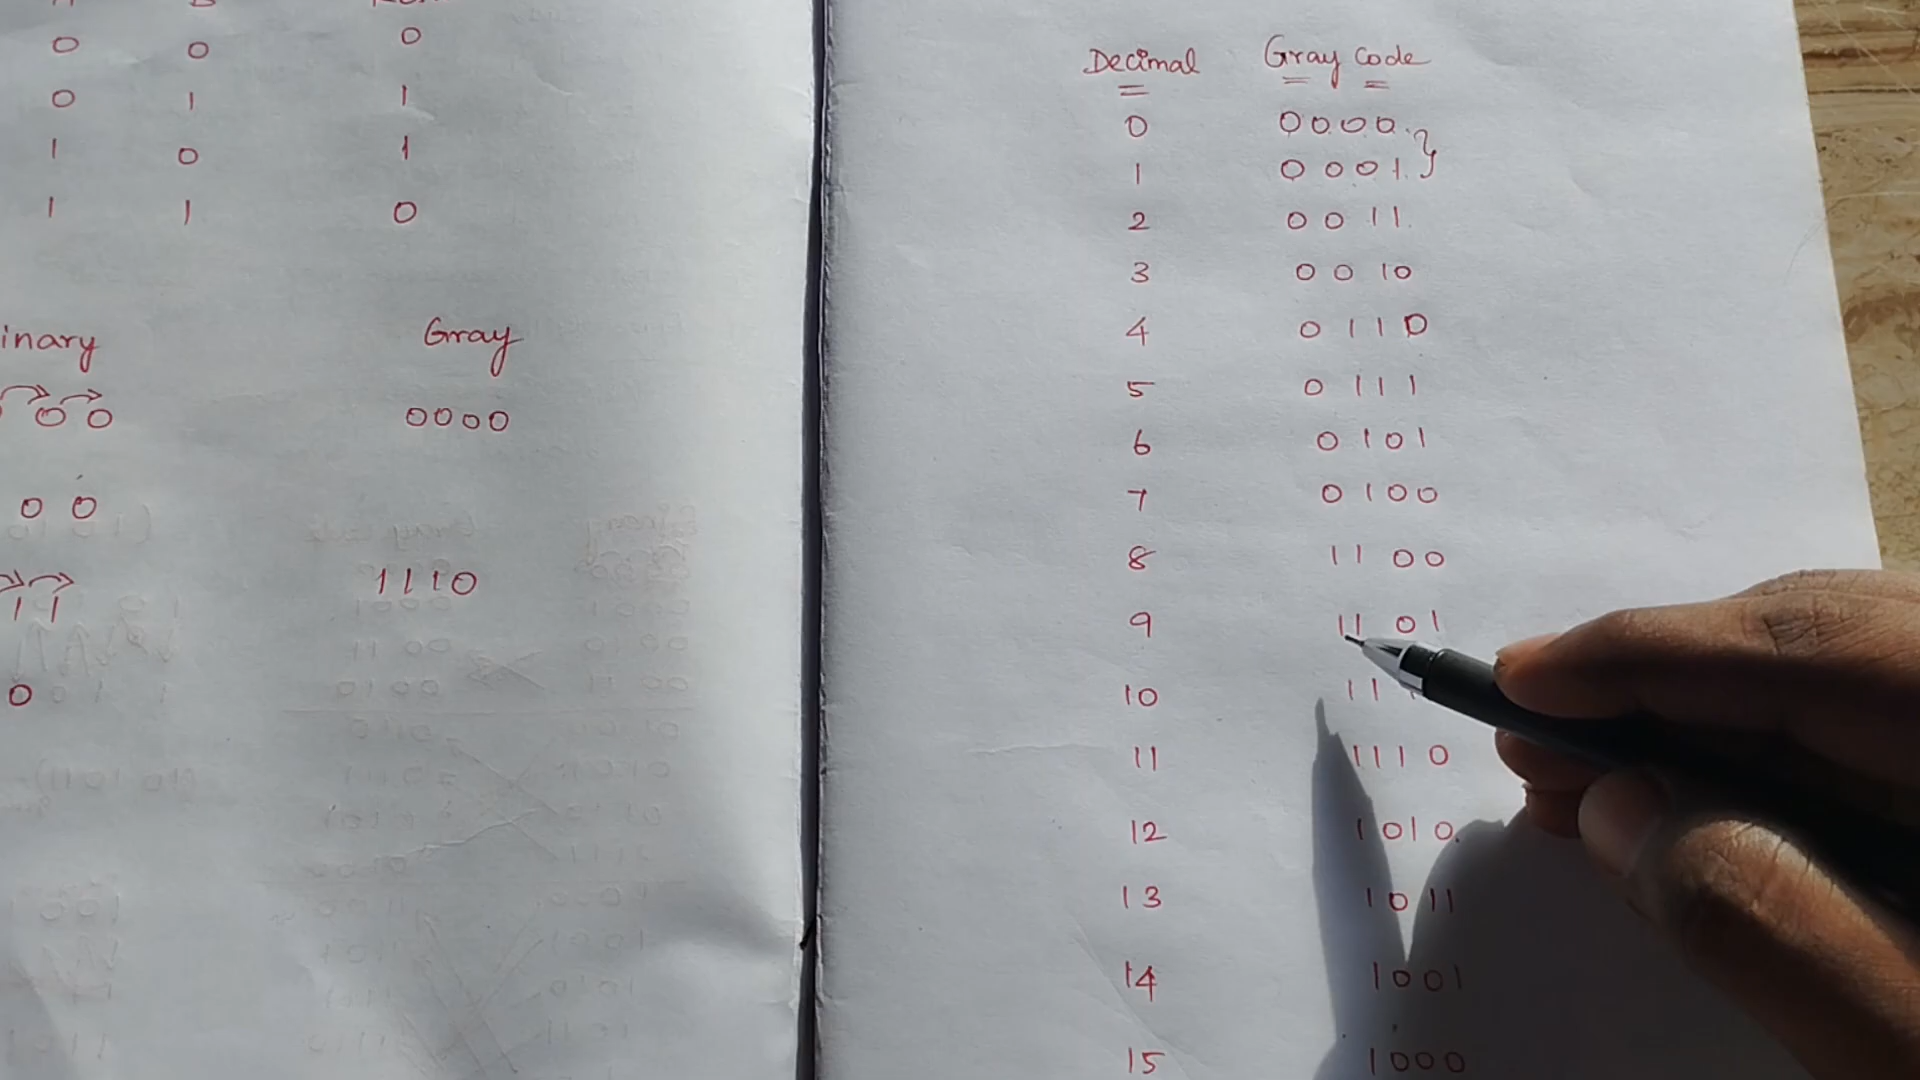 0 0 0
0 1 1
1 0 1
1 1 0
inary Gray
0 0 0000
0 0
1 1 1110
0
Decimal Gray Code
0 0000
1 0001
2 0011
3 0010
4 0110
5 0111
6 0101
7 0100
8 1100
9 1101
10 11
11 1110
12 1010
13 1011
14 1001
15 1000